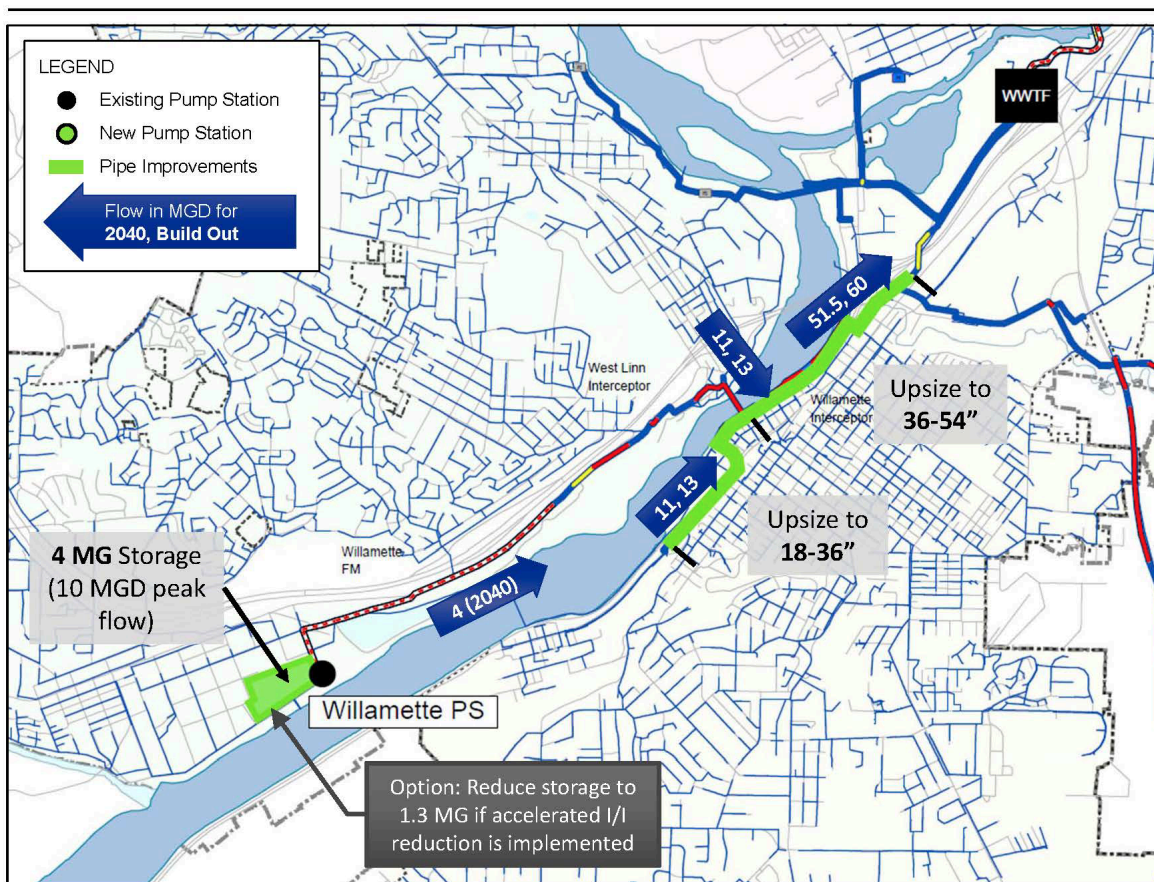 LEGEND
Existing Pump Station
New Pump Station
Pipe Improvements
Flow in MGD for
2040, Build Out
WWTF
51.5, 60
11, 13
West Linn
Interceptor
Willamette
Interceptor
Upsize to
36-54”
11, 13
Upsize to
18-36”
4 MG Storage
(10 MGD peak
flow)
Willamette
FM
4 (2040)
Willamette PS
Option: Reduce storage to
1.3 MG if accelerated I/I
reduction is implemented